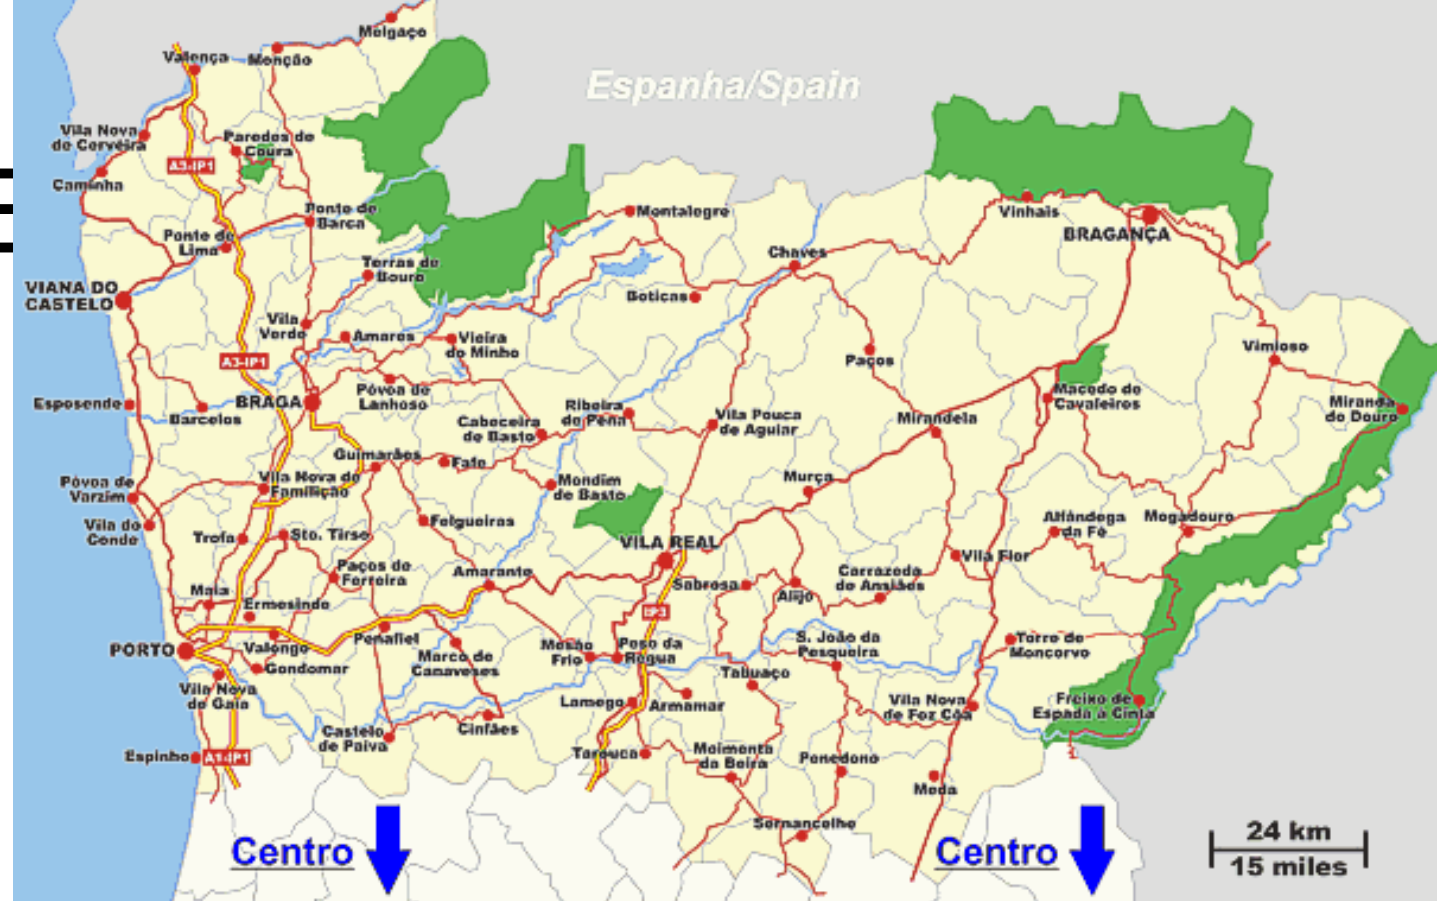 Melgaço
Valença
Monção
Espanha/Spain
Vila Nova
de Cerveira
Paredes de
Coura
A3-IP1
Caminha
Ponte de
Barca
Ponte de
Lima
Montalegre
Vinhais
BRAGANÇA
Chaves
Terras de
Bouro
VIANA DO
CASTELO
Boticas
Vila
Verde
Amares
Vieira
do Minho
A3-IP1
Paços
Vimioso
Póvoa de
Lanhoso
Macedo de
Cavaleiros
Miranda
do Douro
Esposende
Barcelos
BRAGA
Cabeceira
de Basto
Ribeira
de Pena
Vila Pouca
de Aguiar
Mirandela
Guimarães
Fafe
Póvoa de
Varzim
Vila Nova de
Familição
Mondim
de Basto
Murça
Vila do
Conde
Trofa
Sto. Tirso
Felgueiras
VILA REAL
Alfândega
da Fé
Mogadouro
Paços de
Ferreira
Amarante
Sabrosa
Alijo
Carrazeda
de Ansiães
Vila Flor
Maia
Ermesinde
IP3
PORTO
Valongo
Penafiel
Gondomar
Marco de
Canaveses
Mesão
Frio
Peso da
Régua
S. João da
Pesqueira
Torre de
Moncorvo
Vila Nova
de Gaia
Tabuaço
Lamego
Armamar
Vila Nova
de Foz Côa
Freixo de
Espada à Cinta
Castelo
de Paiva
Cinfães
Espinho
A1-IP1
Tarouca
Moimenta
da Beira
Penedono
Meda
Sernancelhe
Centro
Centro
24 km
15 miles